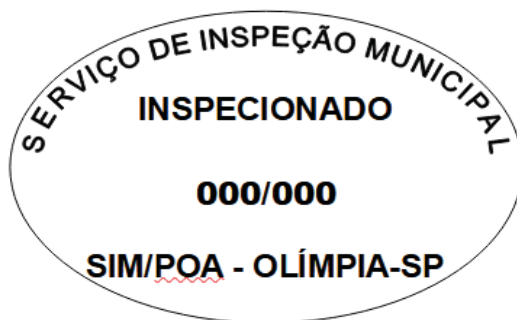 SERVIÇO DE INSPEÇÃO MUNICIPAL
INSPECIONADO
000/000
SIM/POA - OLÍMPIA-SP